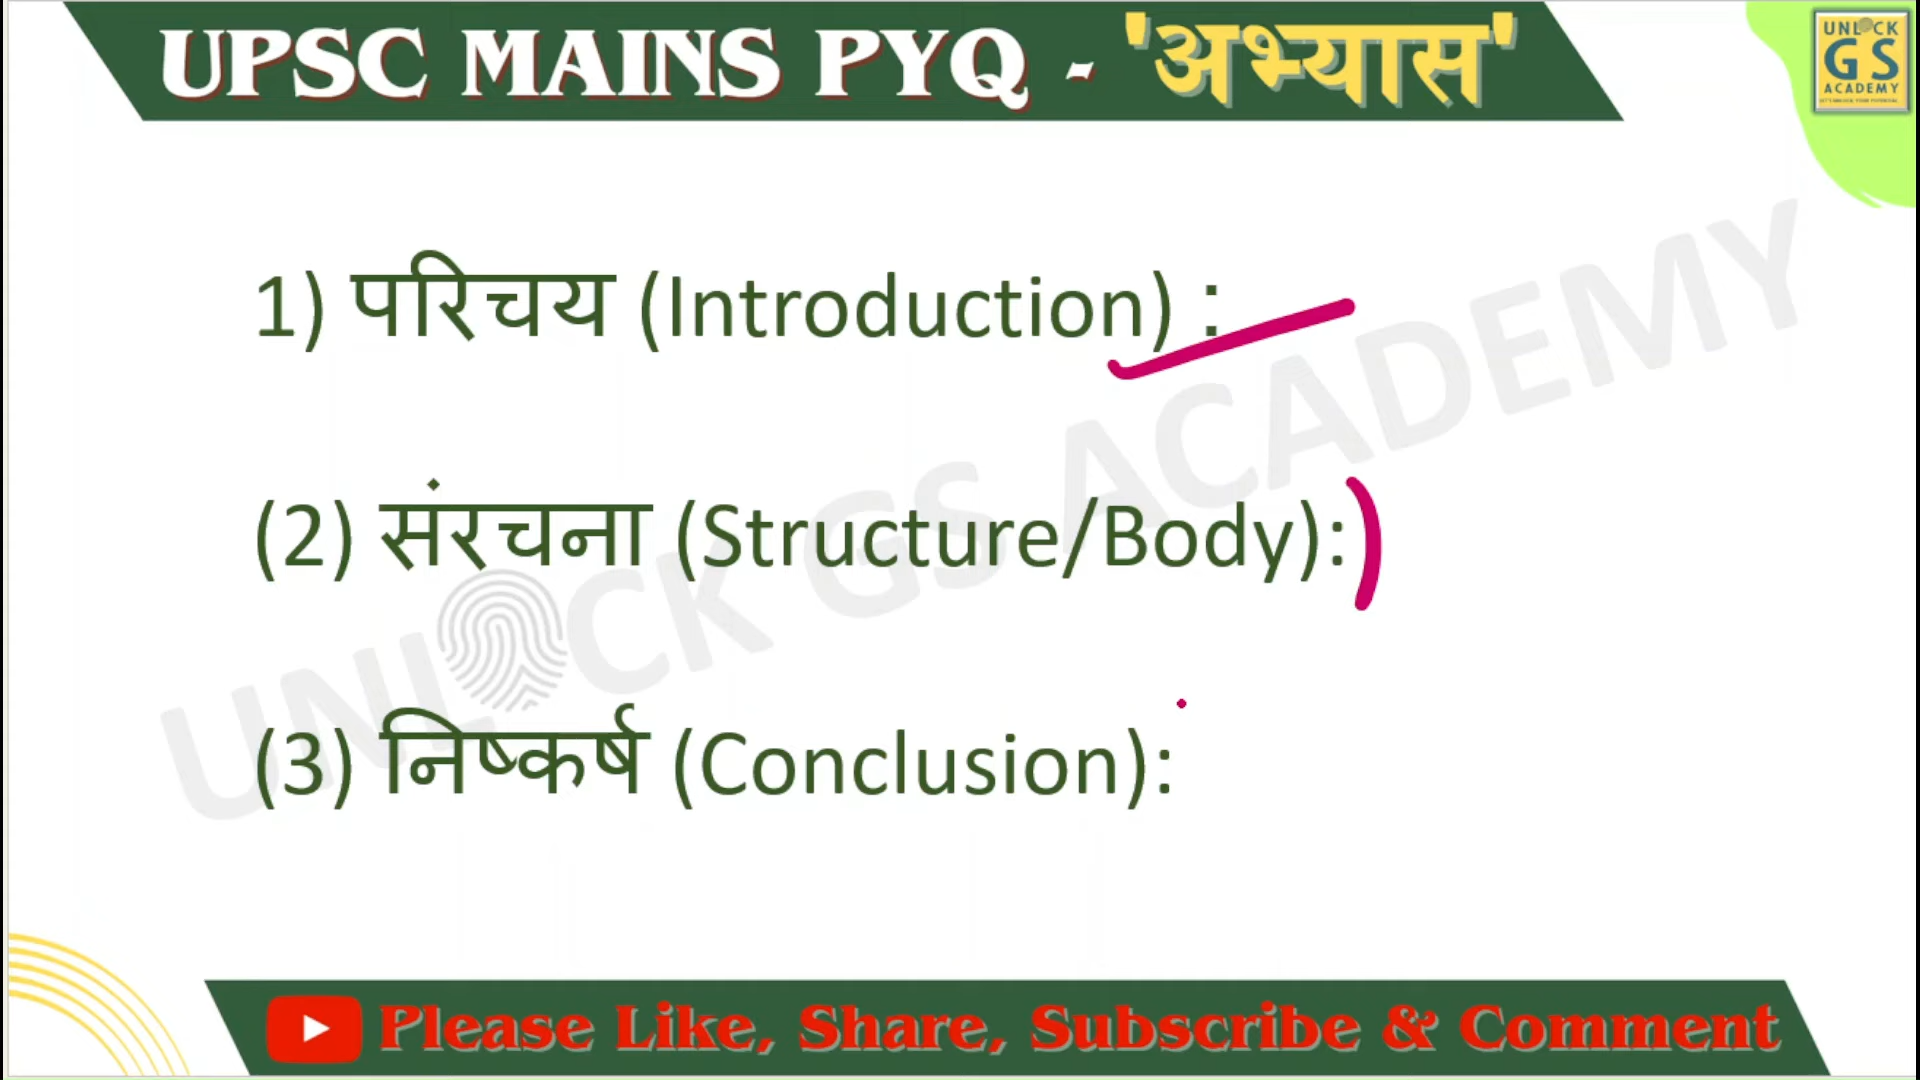 UPSC MAINS PYQ - 'अभ्यास'
UNLOCK
GS
ACADEMY
1) परिचय (Introduction) :
(2) संरचना (Structure/Body):
(3) निष्कर्ष (Conclusion):
UNLOCK GS ACADEMY
Please Like, Share, Subscribe & Comment